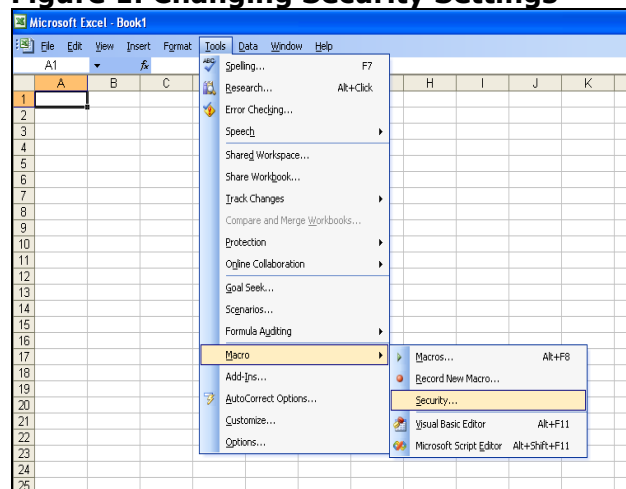 Figure 1. Changing Security Settings
Microsoft Excel - Book1
File Edit View Insert Format Tools Data Window Help
A1 fx
A B C H I J K
Spelling... F7
Research... Alt+Click
Error Checking...
Speech
Shared Workspace...
Share Workbook...
Track Changes
Compare and Merge Workbooks...
Protection
Online Collaboration
Goal Seek...
Scenarios...
Formula Auditing
Macro
Add-Ins...
AutoCorrect Options...
Customize...
Options...
Macros... Alt+F8
Record New Macro...
Security...
Visual Basic Editor Alt+F11
Microsoft Script Editor Alt+Shift+F11
1
2
3
4
5
6
7
8
9
10
11
12
13
14
15
16
17
18
19
20
21
22
23
24
25